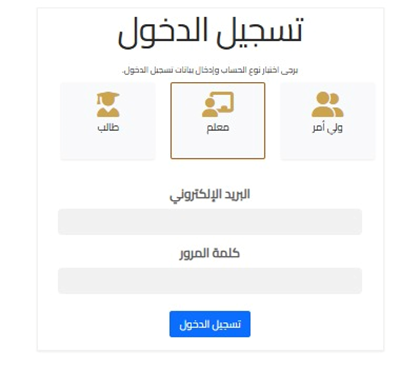 تسجيل الدخول
يرجى اختيار نوع الحساب وإدخال بيانات تسجيل الدخول.
ولي أمر
معلم
طالب
البريد الإلكتروني
كلمة المرور
تسجيل الدخول